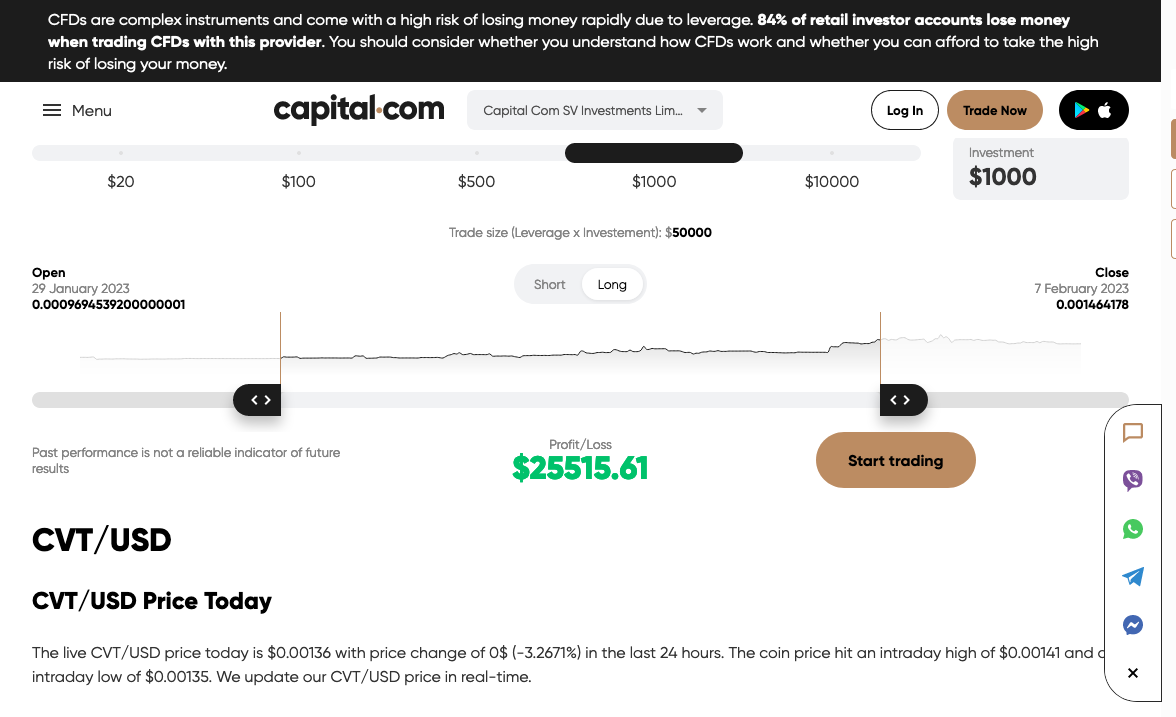 CFDs are complex instruments and come with a high risk of losing money rapidly due to leverage. 84% of retail investor accounts lose money
when trading CFDs with this provider. You should consider whether you understand how CFDs work and whether you can afford to take the high
risk of losing your money.
Menu
capital.com
Capital Com SV Investments Lim...
Log In
Trade Now
Investment
$1000
$20 $100 $500 $1000 $10000
Trade size (Leverage x Investement): $50000
Open
29 January 2023
0.0009694539200000001
Short Long
Close
7 February 2023
0.001464178
Past performance is not a reliable indicator of future
results
Profit/Loss
$25515.61
Start trading
CVT/USD
CVT/USD Price Today
The live CVT/USD price today is $0.00136 with price change of 0$ (-3.2671%) in the last 24 hours. The coin price hit an intraday high of $0.00141 and
intraday low of $0.00135. We update our CVT/USD price in real-time.